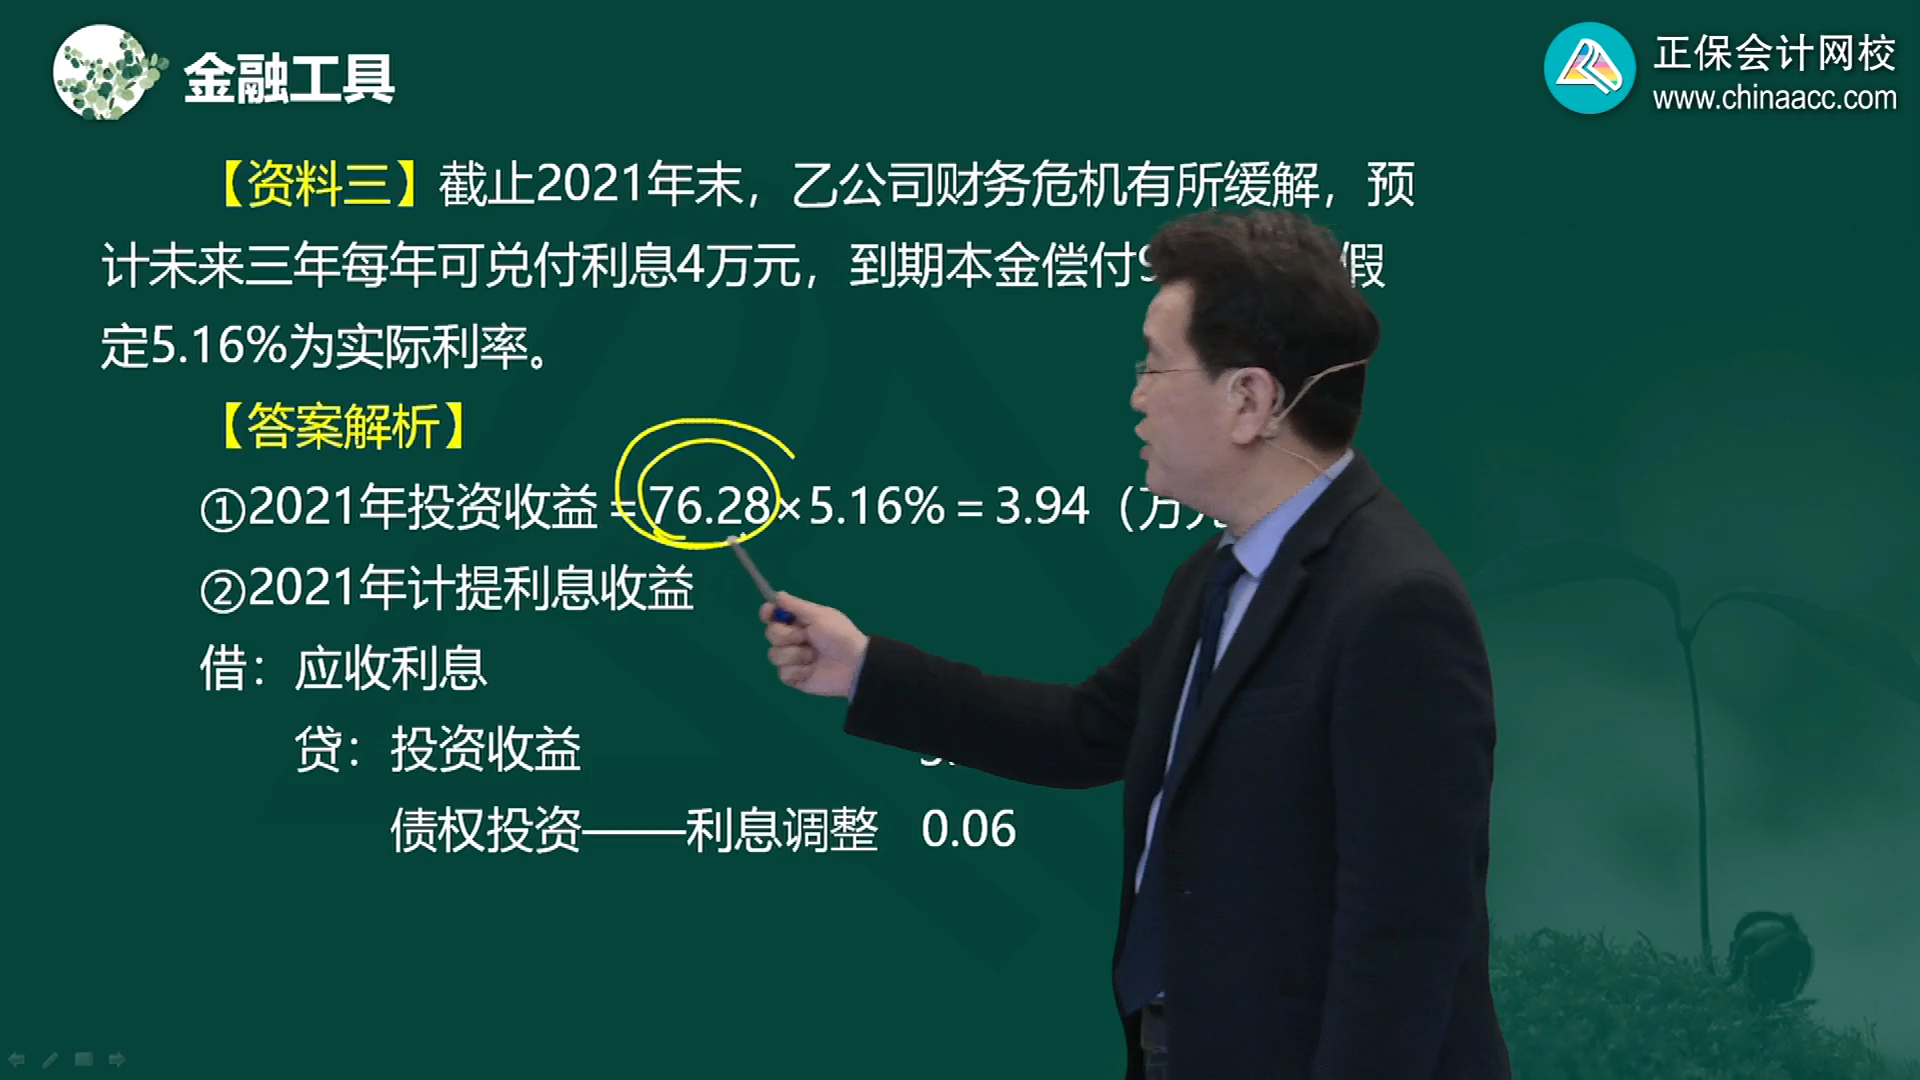 金融工具
正保会计网校
www.chinaacc.com
【资料三】截止2021年末，乙公司财务危机有所缓解，预
计未来三年每年可兑付利息4万元，到期本金偿付 假
定5.16%为实际利率。
【答案解析】
①2021年投资收益＝76.28×5.16%＝3.94（万
②2021年计提利息收益
借：应收利息
贷：投资收益
债权投资——利息调整 0.06